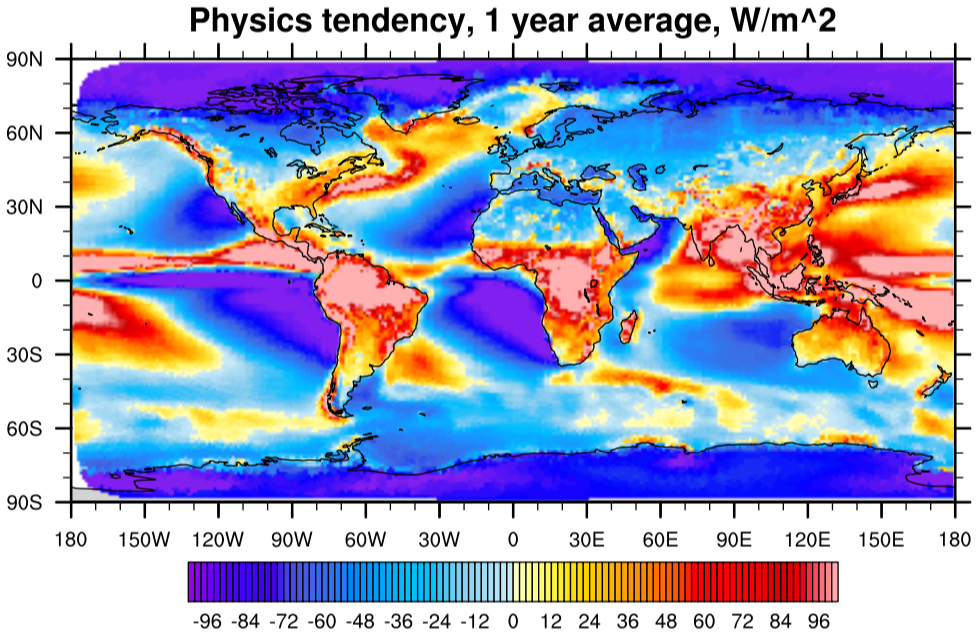 Physics tendency, 1 year average, W/m^2
90N
60N
30N
0
30S
60S
90S
180 150W 120W 90W 60W 30W 0 30E 60E 90E 120E 150E 180
-96 -84 -72 -60 -48 -36 -24 -12 0 12 24 36 48 60 72 84 96